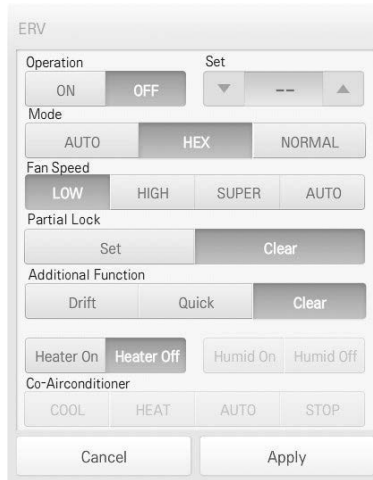 ERV
Operation Set
ON OFF ▼ -- ▲
Mode
AUTO HEX NORMAL
Fan Speed
LOW HIGH SUPER AUTO
Partial Lock
Set Clear
Additional Function
Drift Quick Clear
Heater On Heater Off Humid On Humid Off
Co-Airconditioner
COOL HEAT AUTO STOP
Cancel Apply